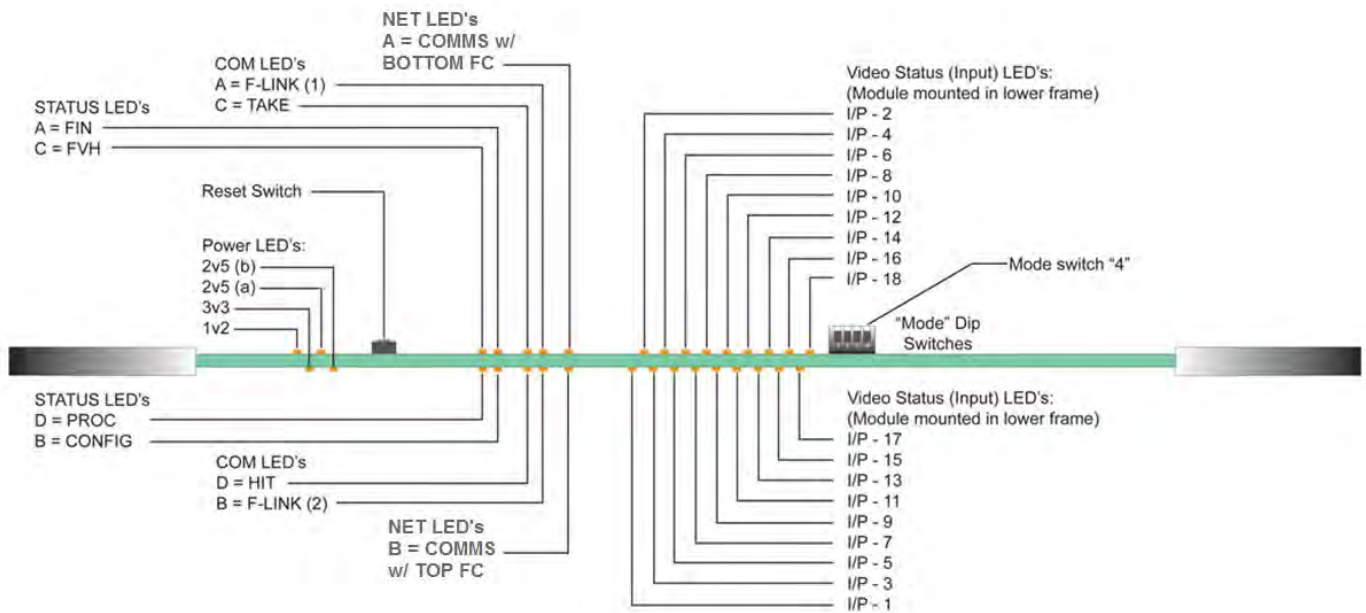 NET LED's
A = COMMS w/
BOTTOM FC
COM LED's
A = F-LINK (1)
C = TAKE
STATUS LED's
A = FIN
C = FVH
Reset Switch
Power LED's:
2v5 (b)
2v5 (a)
3v3
1v2
Video Status (Input) LED's:
(Module mounted in lower frame)
I/P - 2
I/P - 4
I/P - 6
I/P - 8
I/P - 10
I/P - 12
I/P - 14
I/P - 16
I/P - 18
Mode switch "4"
"Mode" Dip
Switches
STATUS LED's
D = PROC
B = CONFIG
COM LED's
D = HIT
B = F-LINK (2)
NET LED's
B = COMMS
w/ TOP FC
Video Status (Input) LED's:
(Module mounted in lower frame)
I/P - 17
I/P - 15
I/P - 13
I/P - 11
I/P - 9
I/P - 7
I/P - 5
I/P - 3
I/P - 1